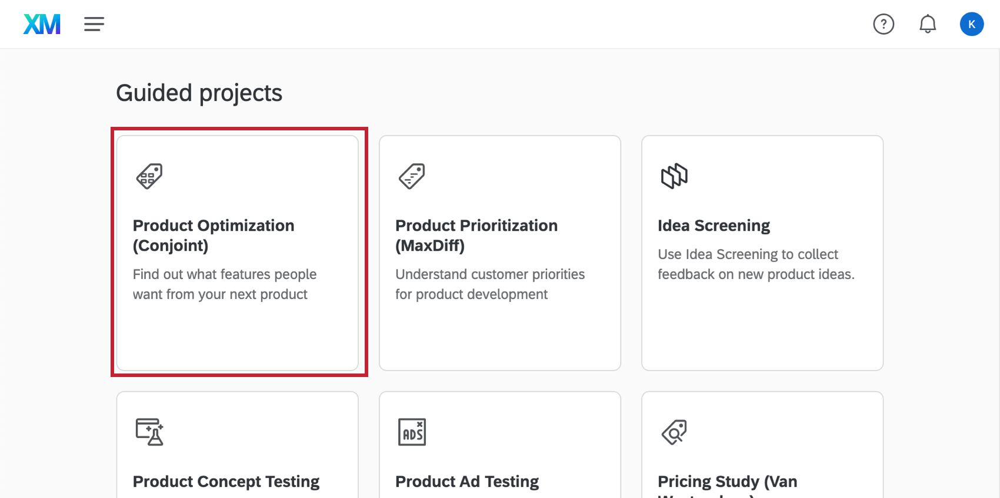 XM
?
K
Guided projects
Product Optimization
(Conjoint)
Find out what features people
want from your next product
Product Prioritization
(MaxDiff)
Understand customer priorities
for product development
Idea Screening
Use Idea Screening to collect
feedback on new product ideas.
ADS
Product Concept Testing
Product Ad Testing
Pricing Study (Van